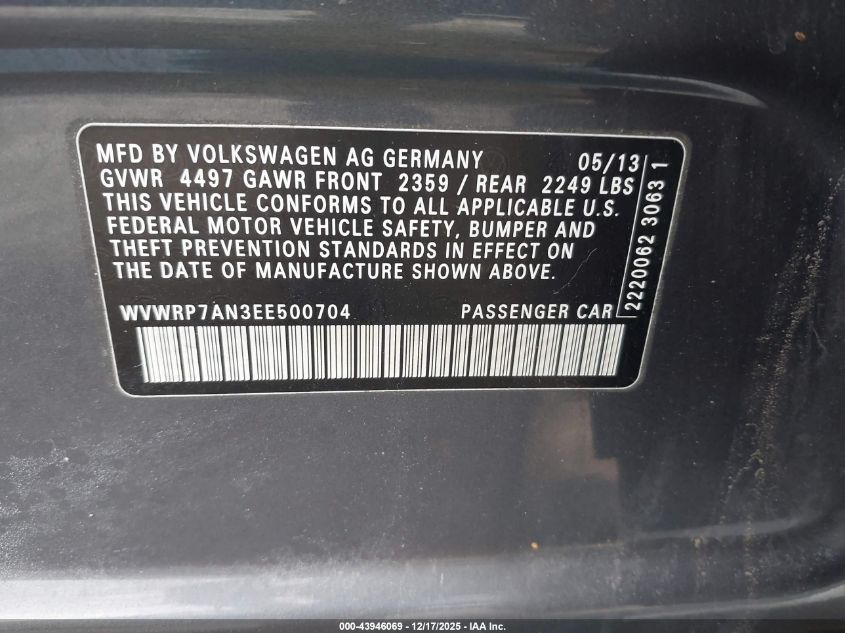 MFD BY VOLKSWAGEN AG GERMANY 05/13
GVWR 4497 GAWR FRONT 2359 / REAR 2249 LBS
THIS VEHICLE CONFORMS TO ALL APPLICABLE U.S.
FEDERAL MOTOR VEHICLE SAFETY, BUMPER AND
THEFT PREVENTION STANDARDS IN EFFECT ON
THE DATE OF MANUFACTURE SHOWN ABOVE.
WVWRP7AN3EE500704 PASSENGER CAR
2220062 3063 1
000-43946069 - 12/17/2025 - IAA Inc.